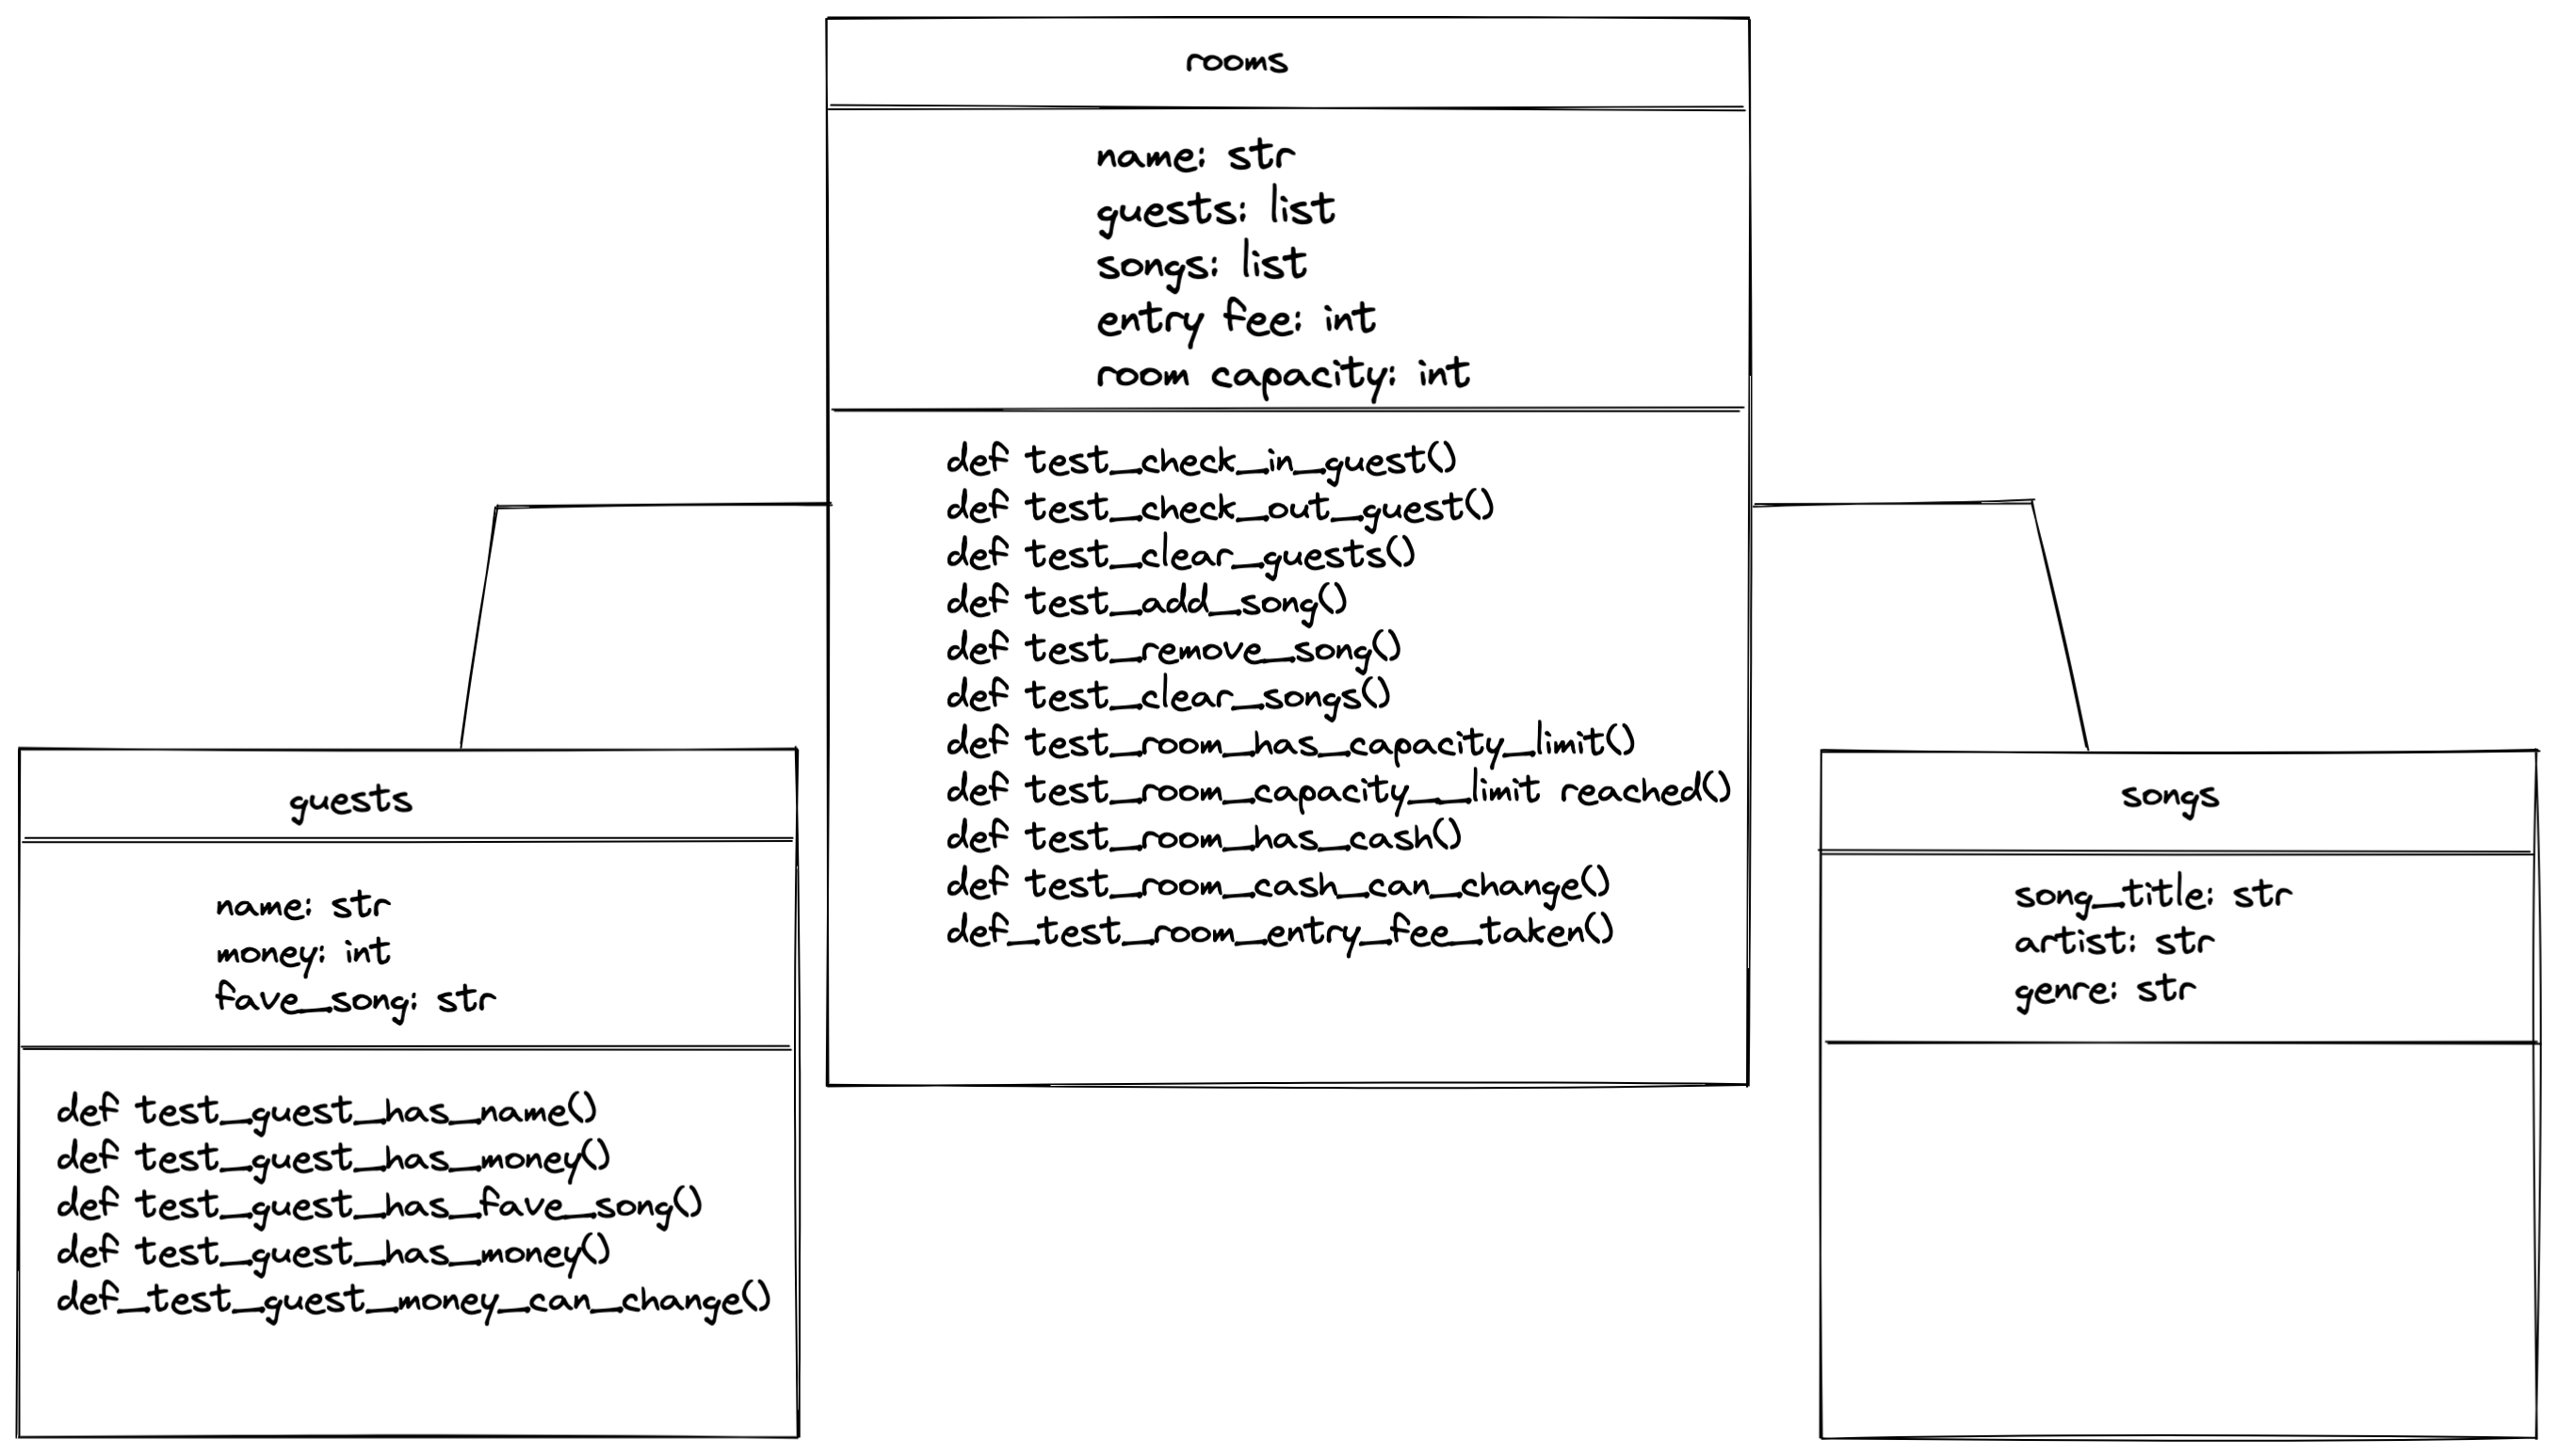 rooms
name: str
guests: list
songs: list
entry fee: int
room capacity: int
def test_check_in_guest()
def test_check_out_guest()
def test_clear_guests()
def test_add_song()
def test_remove_song()
def test_clear_songs()
def test_room_has_capacity_limit()
def test_room_capacity__limit reached()
def test_room_has_cash()
def test_room_cash_can_change()
def_test_room_entry_fee_taken()
guests
name: str
money: int
fave_song: str
def test_guest_has_name()
def test_guest_has_money()
def test_guest_has_fave_song()
def test_guest_has_money()
def_test_guest_money_can_change()
songs
song_title: str
artist: str
genre: str